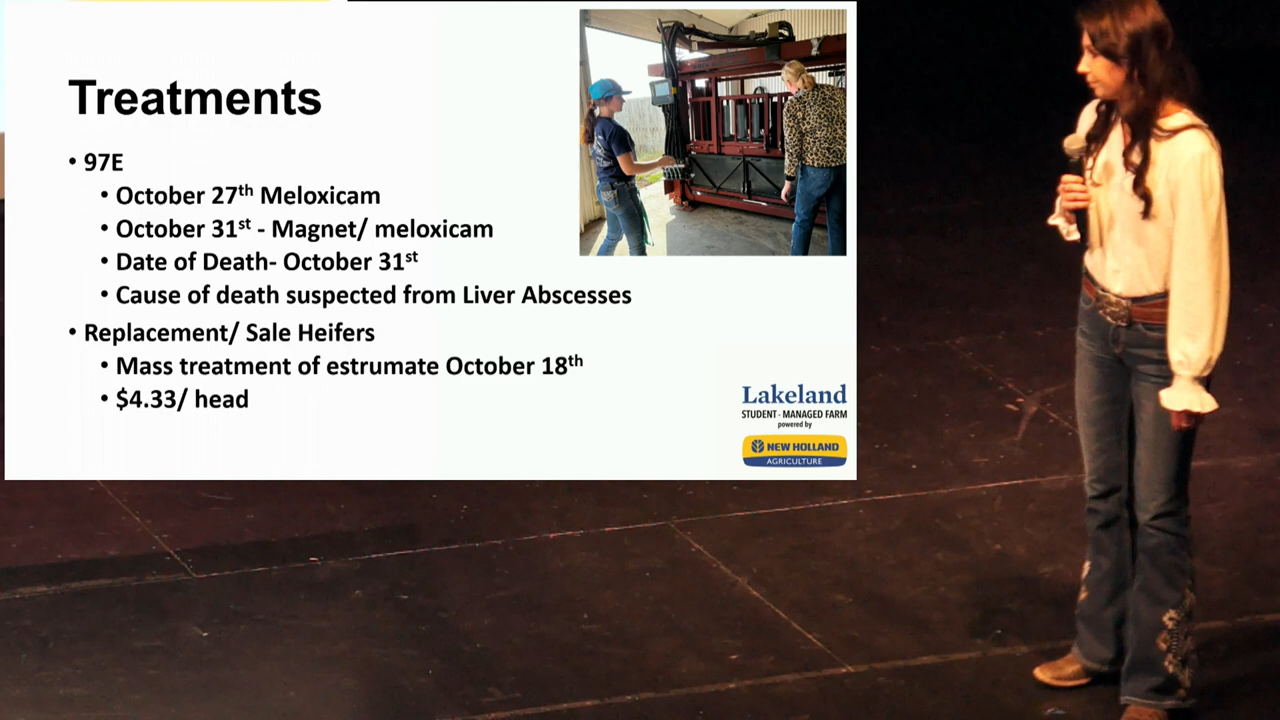 Treatments
• 97E
• October 27th Meloxicam
• October 31st - Magnet/ meloxicam
• Date of Death- October 31st
• Cause of death suspected from Liver Abscesses
• Replacement/ Sale Heifers
• Mass treatment of estrumate October 18th
• $4.33/ head
Lakeland
STUDENT-MANAGED FARM
powered by
NEW HOLLAND
AGRICULTURE